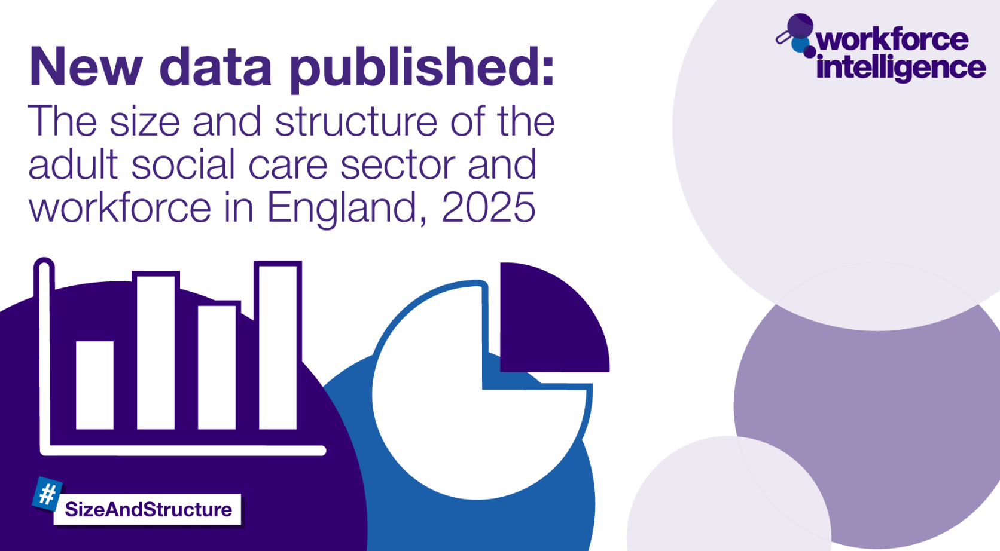 New data published:
The size and structure of the
adult social care sector and
workforce in England, 2025
workforce
intelligence
#
SizeAndStructure